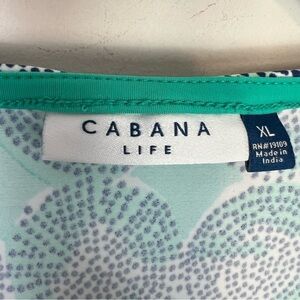 CABANA
LIFE
XL
RN#19109
Made in
India